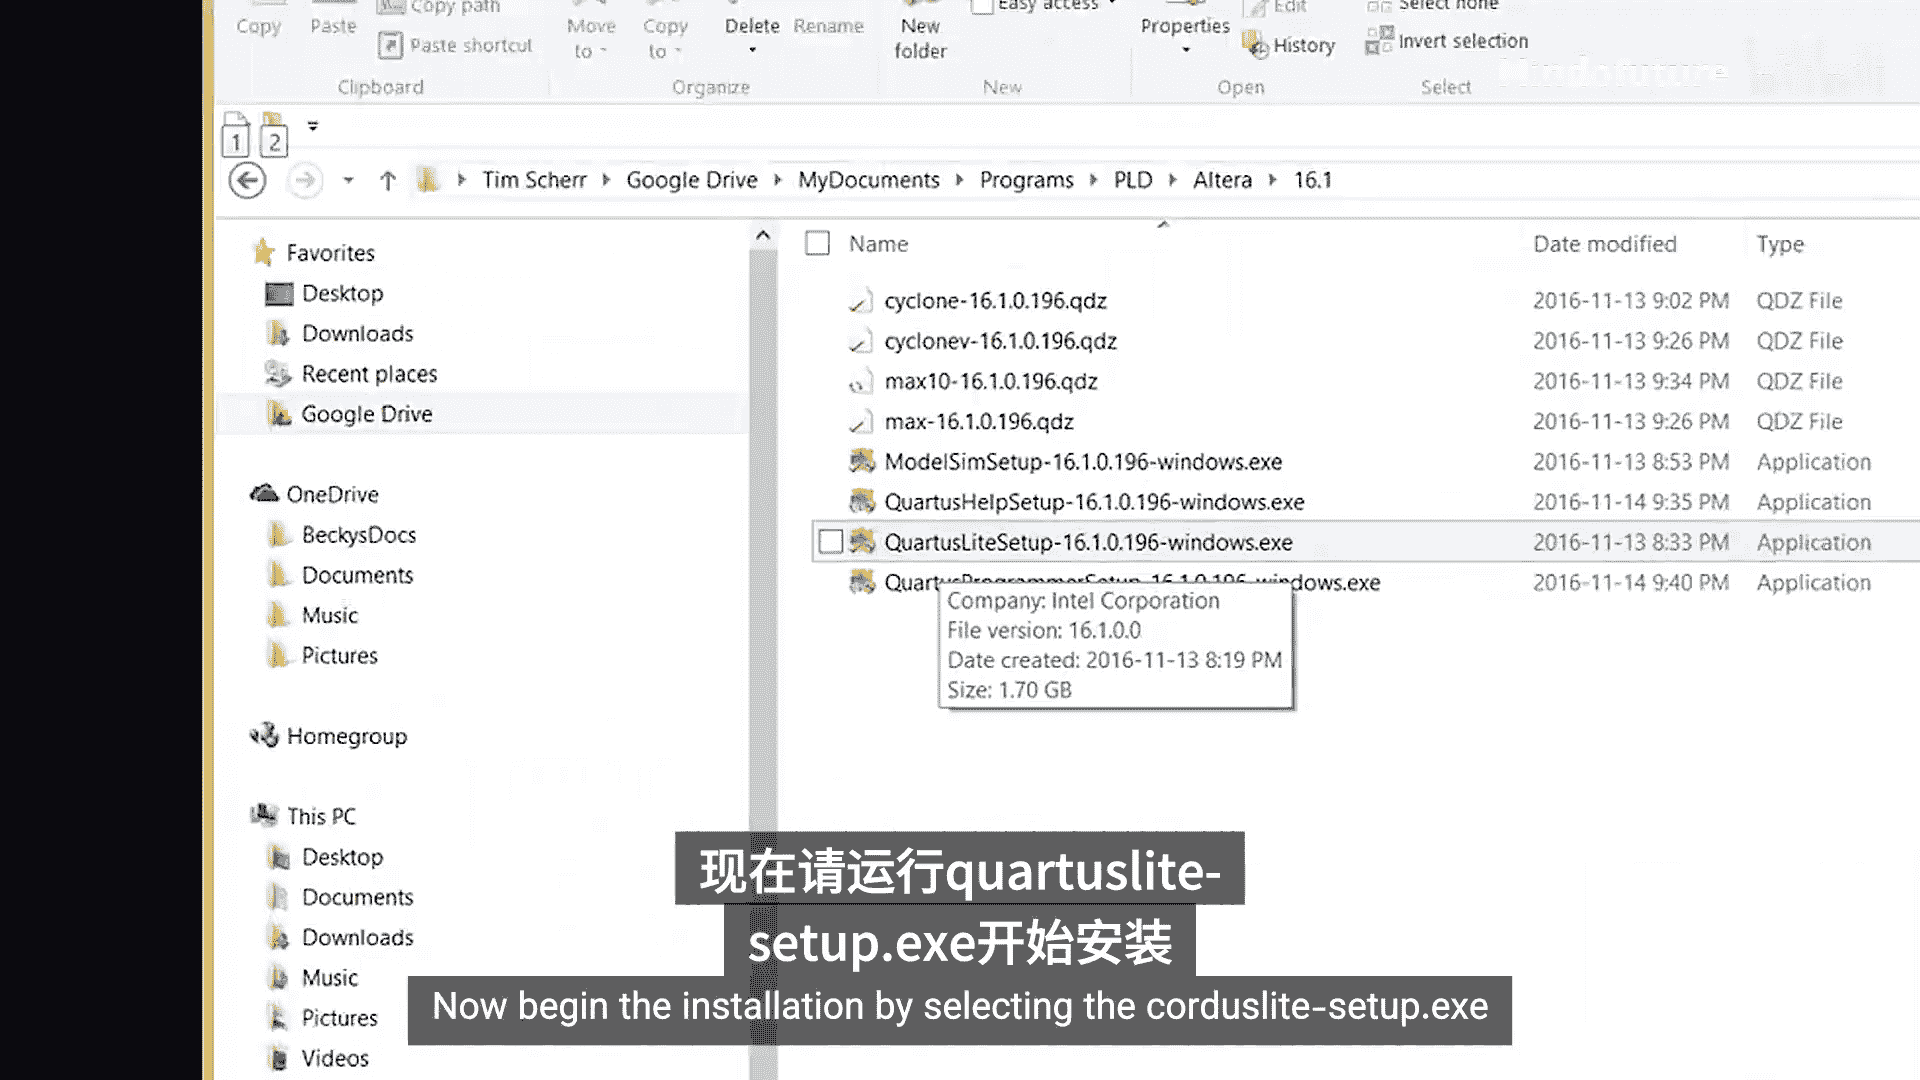 Copy path
Easy access
Edit
Select none
Copy
Paste
Paste shortcut
Move
to
Copy
to
Delete
Rename
New
folder
Properties
History
Invert selection
Clipboard
Organize
New
Open
Select
Mindofuture
1 2
Tim Scherr Google Drive MyDocuments Programs PLD Altera 16.1
Favorites
Desktop
Downloads
Recent places
Google Drive
OneDrive
BeckysDocs
Documents
Music
Pictures
Homegroup
This PC
Desktop
Documents
Downloads
Music
Pictures
Videos
Name Date modified Type
cyclone-16.1.0.196.qdz 2016-11-13 9:02 PM QDZ File
cyclonev-16.1.0.196.qdz 2016-11-13 9:26 PM QDZ File
max10-16.1.0.196.qdz 2016-11-13 9:34 PM QDZ File
max-16.1.0.196.qdz 2016-11-13 9:26 PM QDZ File
ModelSimSetup-16.1.0.196-windows.exe 2016-11-13 8:53 PM Application
QuartusHelpSetup-16.1.0.196-windows.exe 2016-11-14 9:35 PM Application
QuartusLiteSetup-16.1.0.196-windows.exe 2016-11-13 8:33 PM Application
QuartusProgrammerSetup-16.1.0.196-windows.exe 2016-11-14 9:40 PM Application
Company: Intel Corporation
File version: 16.1.0.0
Date created: 2016-11-13 8:19 PM
Size: 1.70 GB
现在请运行quartuslite-
setup.exe开始安装
Now begin the installation by selecting the corduslite-setup.exe